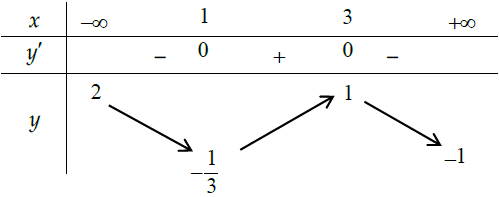 x –∞ 1 3 +∞
y′ – 0 + 0 –
y 2 –1/3 1 –1